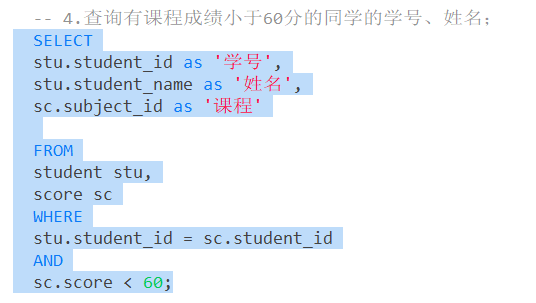 -- 4.查询有课程成绩小于60分的同学的学号、姓名;
SELECT
stu.student_id as '学号',
stu.student_name as '姓名',
sc.subject_id as '课程'
FROM
student stu,
score sc
WHERE
stu.student_id = sc.student_id
AND
sc.score < 60;